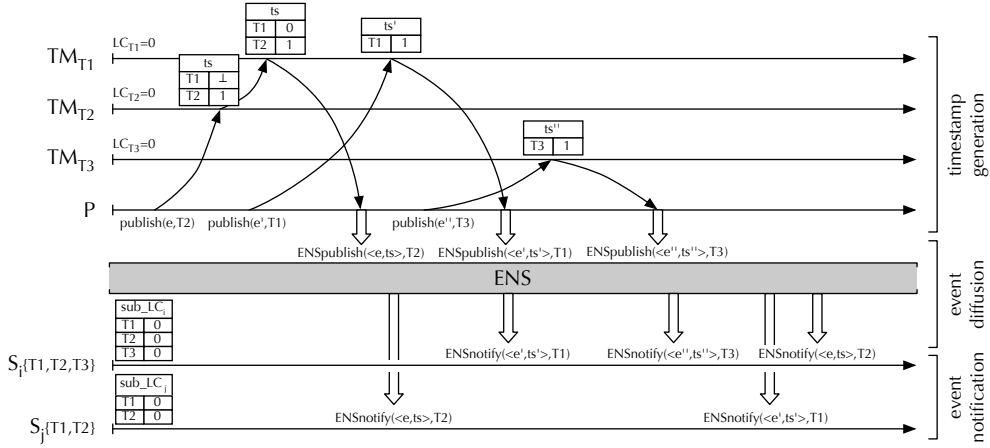 ts
T1 0
T2 1
ts'
T1 1
LC_T1=0
TM_T1
ts
T1 ⊥
T2 1
LC_T2=0
TM_T2
ts''
T3 1
LC_T3=0
TM_T3
P
publish(e,T2)
publish(e',T1)
publish(e'',T3)
timestamp
generation
ENSpublish(<e,ts>,T2)
ENSpublish(<e',ts'>,T1)
ENSpublish(<e'',ts''>,T3)
ENS
event
diffusion
sub_LC_i
T1 0
T2 0
T3 0
ENSnotify(<e',ts'>,T1)
ENSnotify(<e'',ts''>,T3)
ENSnotify(<e,ts>,T2)
S_i{T1,T2,T3}
sub_LC_j
T1 0
T2 0
ENSnotify(<e,ts>,T2)
ENSnotify(<e',ts'>,T1)
S_j{T1,T2}
event
notification